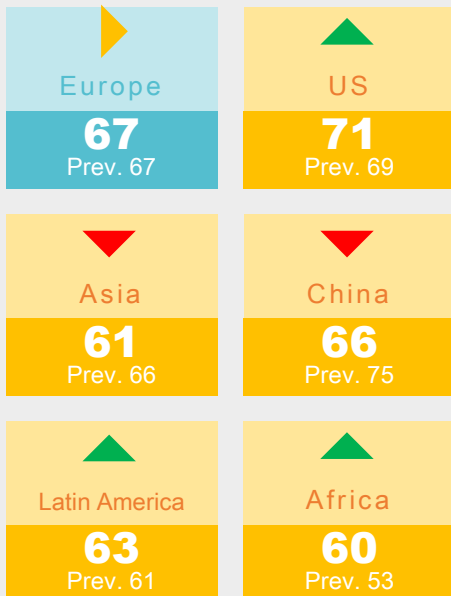 Europe
67
Prev. 67
US
71
Prev. 69
Asia
61
Prev. 66
China
66
Prev. 75
Latin America
63
Prev. 61
Africa
60
Prev. 53